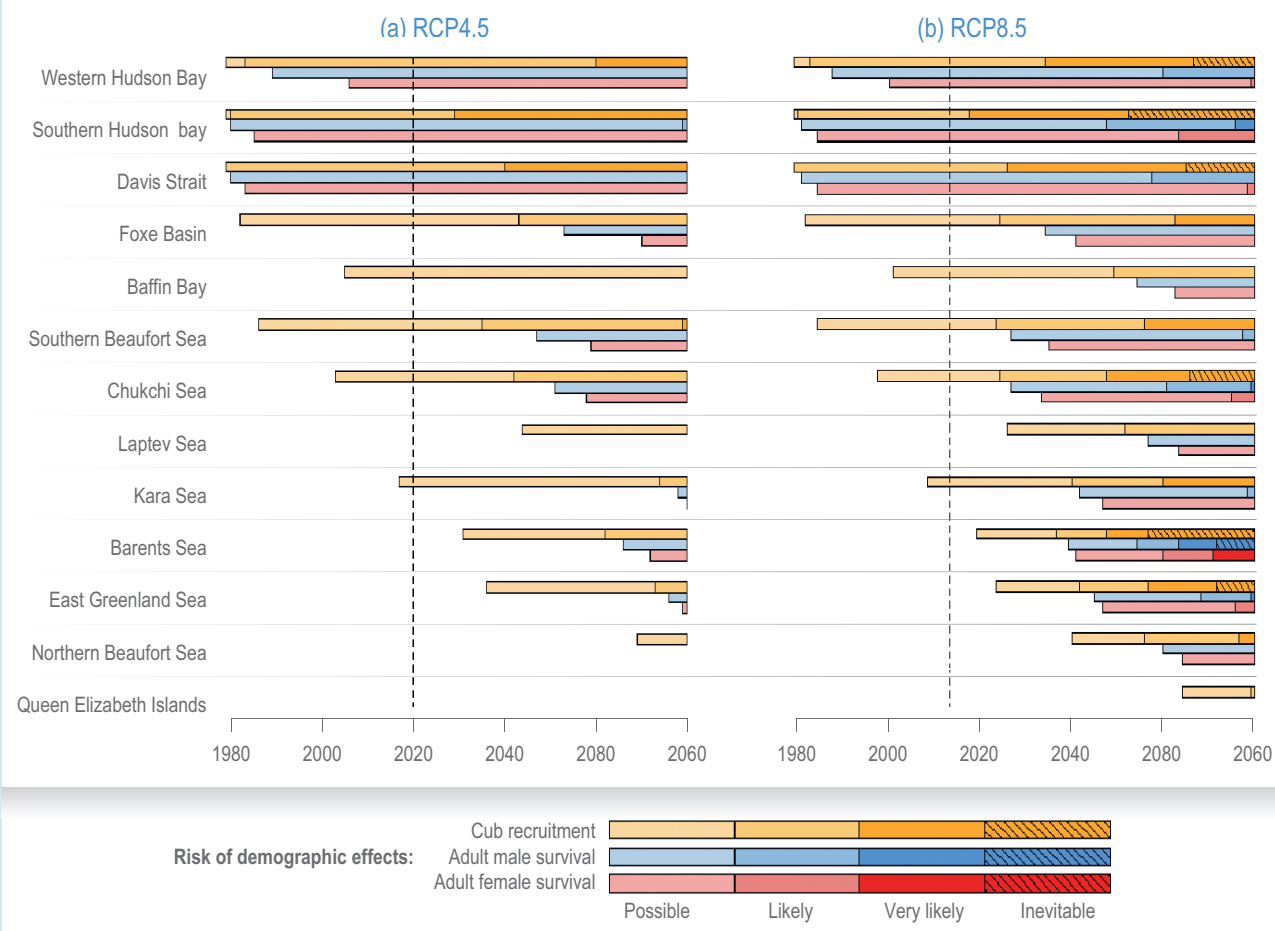 (a) RCP4.5
(b) RCP8.5
Western Hudson Bay
Southern Hudson bay
Davis Strait
Foxe Basin
Baffin Bay
Southern Beaufort Sea
Chukchi Sea
Laptev Sea
Kara Sea
Barents Sea
East Greenland Sea
Northern Beaufort Sea
Queen Elizabeth Islands
1980 2000 2020 2040 2080 2060
1980 2000 2020 2040 2080 2060
Cub recruitment
Risk of demographic effects: Adult male survival
Adult female survival
Possible Likely Very likely Inevitable